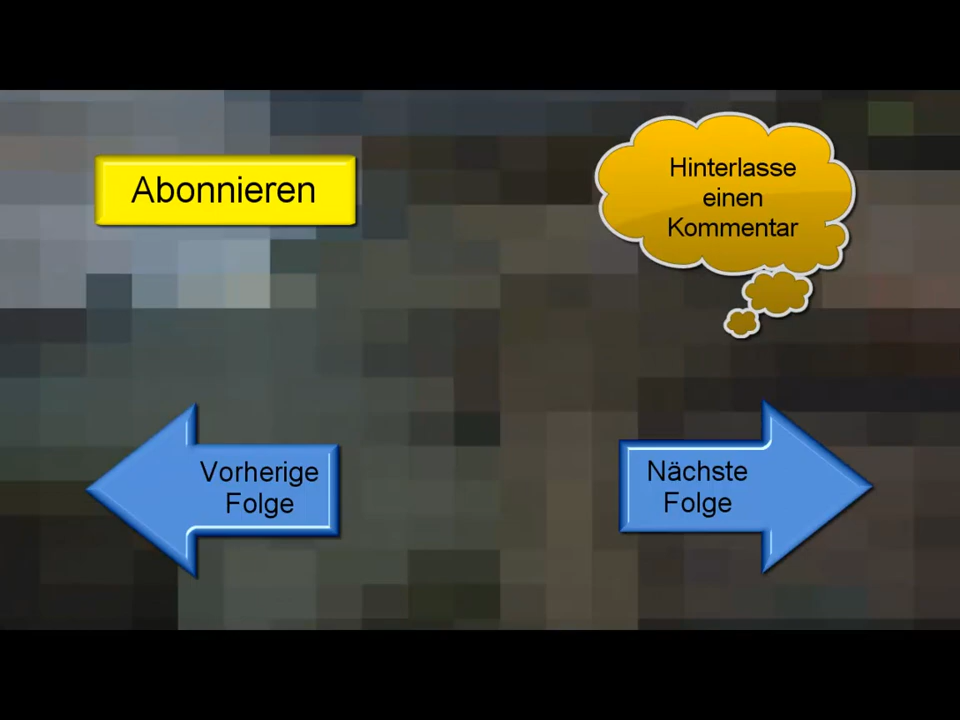 Abonnieren
Hinterlasse
einen
Kommentar
Vorherige
Folge
Nächste
Folge